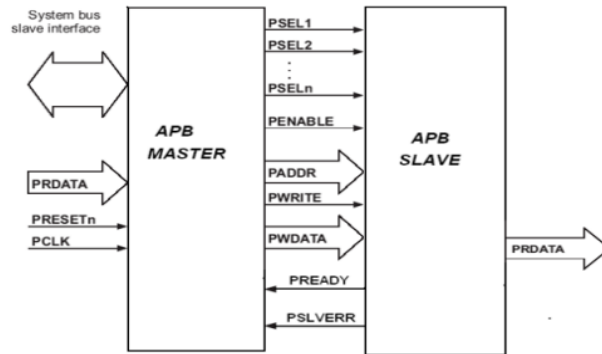 System bus
slave interface
PSEL1
PSEL2
PSELn
PENABLE
APB
MASTER
APB
SLAVE
PRDATA
PADDR
PRESETn
PWRITE
PCLK
PWDATA
PRDATA
PREADY
PSLVERR